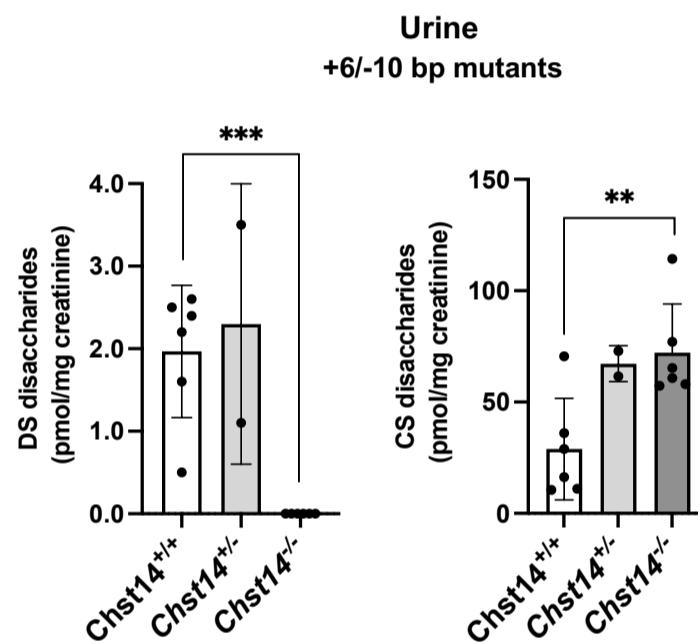 Urine
+6/-10 bp mutants
***
4.0
3.0
2.0
1.0
0.0
DS disaccharides
(pmol/mg creatinine)
Chst14+/+
Chst14+/-
Chst14-/-
**
150
100
50
0
CS disaccharides
(pmol/mg creatinine)
Chst14+/+
Chst14+/-
Chst14-/-